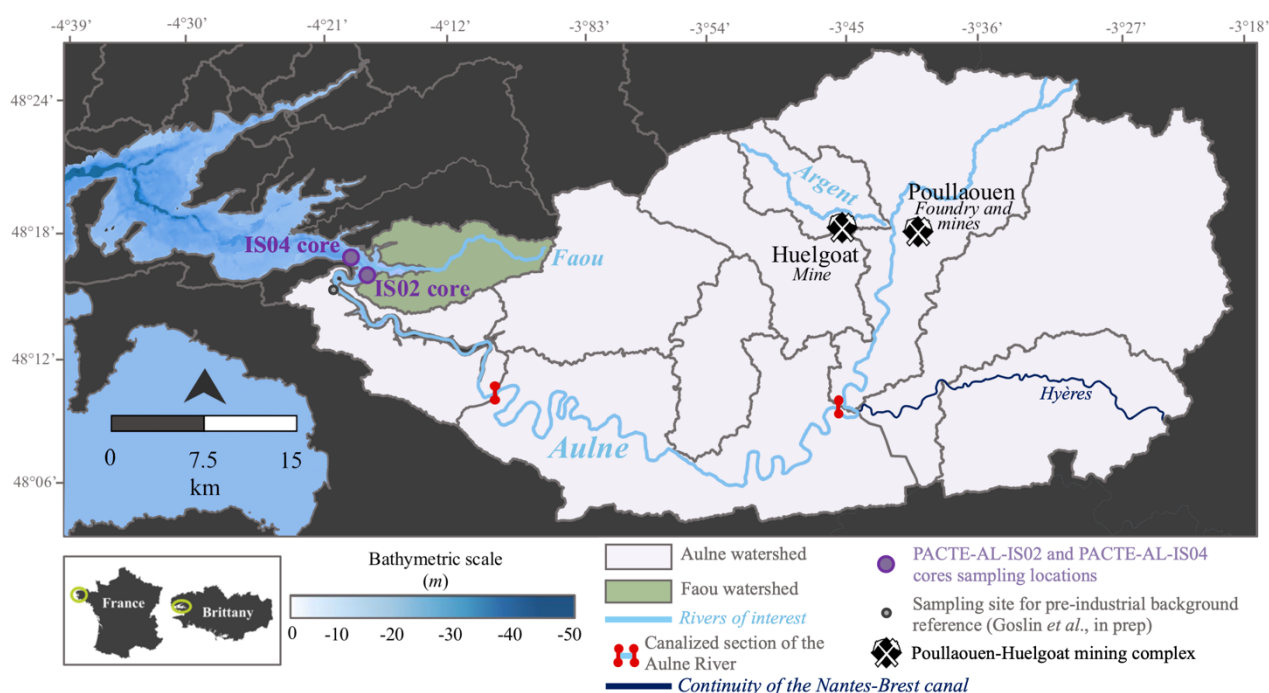 -4°39' -4°30' -4°21' -4°12' -3°83' -3°54' -3°45' -3°36' -3°27' -3°18'
48°24'
Argent
Poullaouen
Foundry and
mines
48°18'
IS04 core
Faou
Huelgoat
Mine
IS02 core
48°12'
Hyères
Aulne
0 7.5 15
km
48°06'
France
Brittany
Bathymetric scale
(m)
0 -10 -20 -30 -40 -50
Aulne watershed
Faou watershed
Rivers of interest
Canalized section of the
Aulne River
Continuity of the Nantes-Brest canal
PACTE-AL-IS02 and PACTE-AL-IS04
cores sampling locations
Sampling site for pre-industrial background
reference (Goslin et al., in prep)
Poullaouen-Huelgoat mining complex